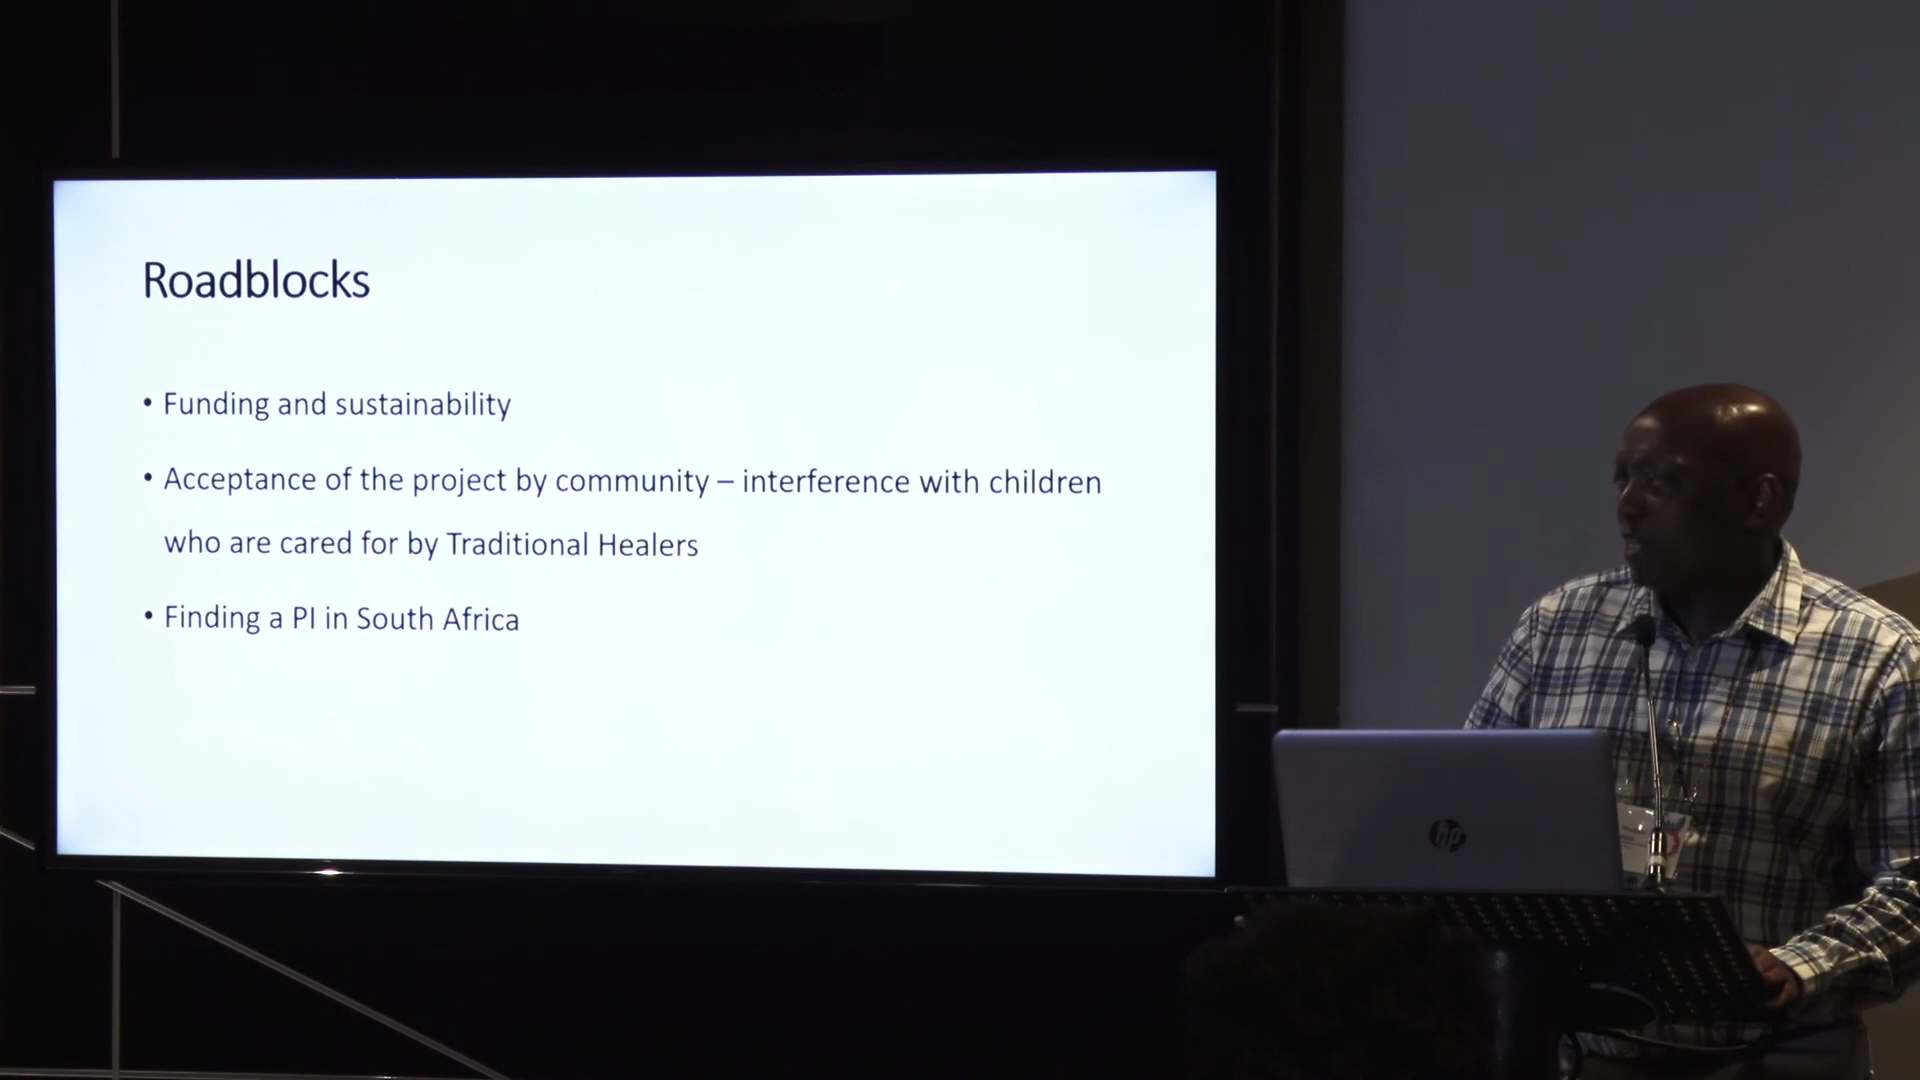 Roadblocks
• Funding and sustainability
• Acceptance of the project by community – interference with children
who are cared for by Traditional Healers
• Finding a PI in South Africa
hp